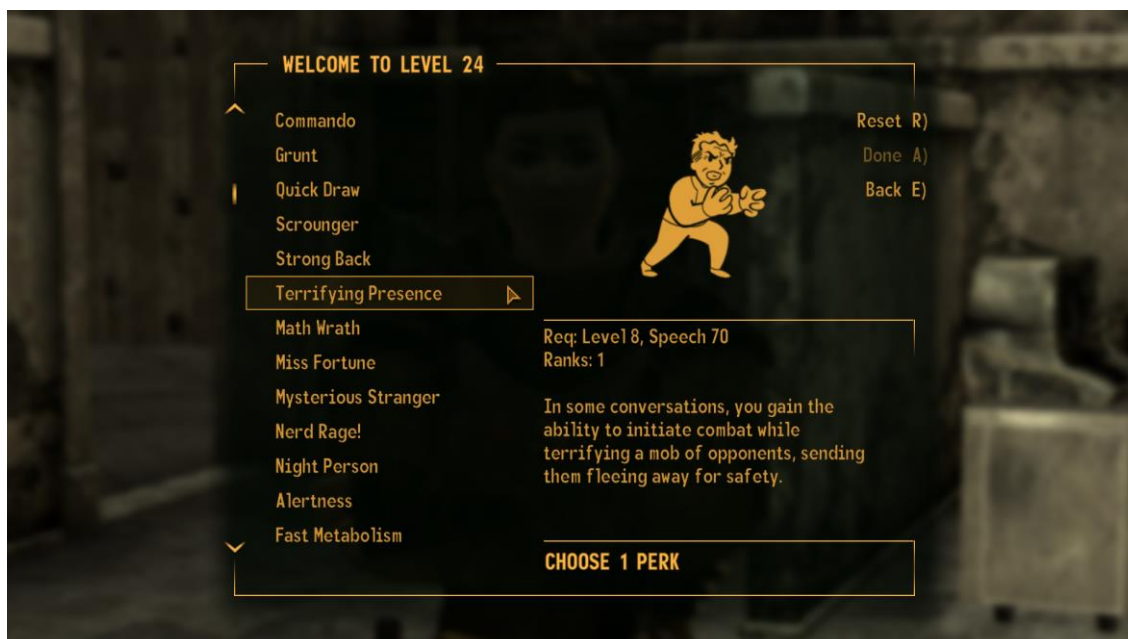 WELCOME TO LEVEL 24
Commando
Grunt
Quick Draw
Scrounger
Strong Back
Terrifying Presence
Math Wrath
Miss Fortune
Mysterious Stranger
Nerd Rage!
Night Person
Alertness
Fast Metabolism
Reset R)
Done A)
Back E)
Req: Level 8, Speech 70
Ranks: 1
In some conversations, you gain the
ability to initiate combat while
terrifying a mob of opponents, sending
them fleeing away for safety.
CHOOSE 1 PERK